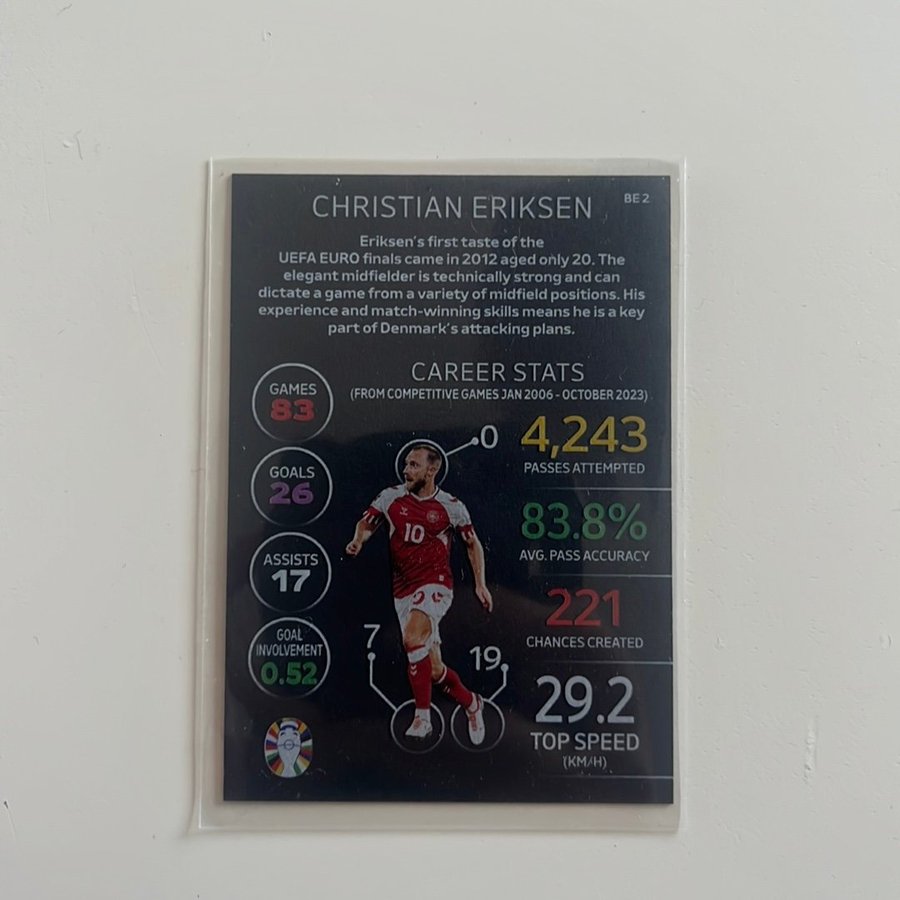 CHRISTIAN ERIKSEN
BE 2
Eriksen's first taste of the
UEFA EURO finals came in 2012 aged only 20. The
elegant midfielder is technically strong and can
dictate a game from a variety of midfield positions. His
experience and match-winning skills means he is a key
part of Denmark's attacking plans.
CAREER STATS
(FROM COMPETITIVE GAMES JAN 2006 - OCTOBER 2023)
GAMES
83
GOALS
26
ASSISTS
17
GOAL
INVOLVEMENT
0.52
0
10
7
19
4,243
PASSES ATTEMPTED
83.8%
AVG. PASS ACCURACY
221
CHANCES CREATED
29.2
TOP SPEED
(KM/H)